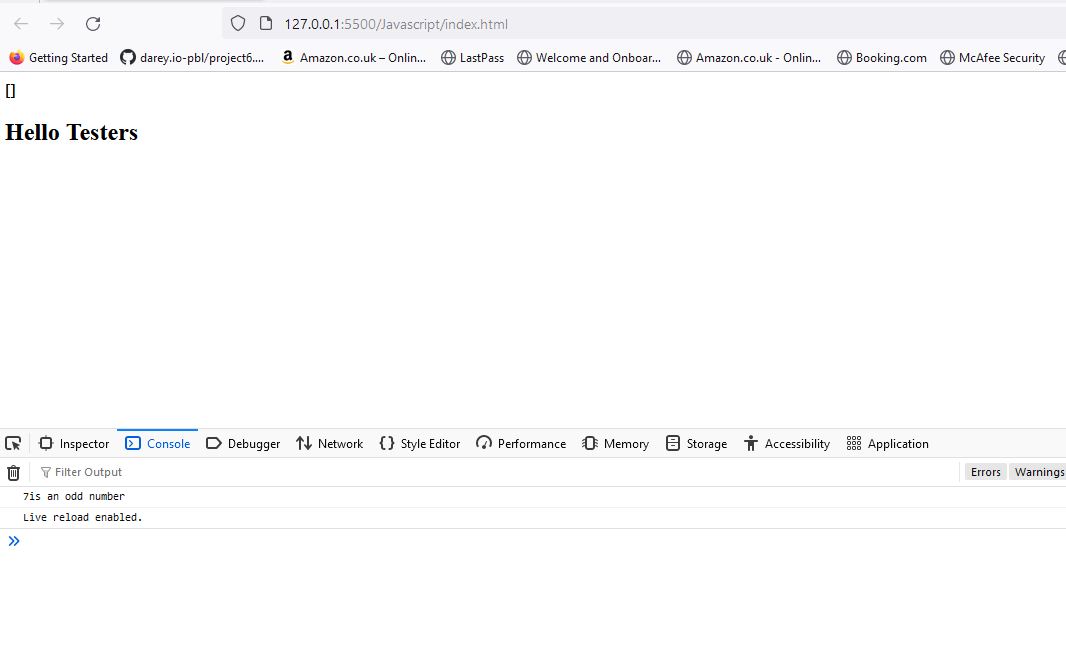 127.0.0.1:5500/Javascript/index.html
Getting Started darey.io-pbl/project6.... Amazon.co.uk – Onlin... LastPass Welcome and Onboar... Amazon.co.uk - Onlin... Booking.com McAfee Security
[]
Hello Testers
Inspector Console Debugger Network Style Editor Performance Memory Storage Accessibility Application
Filter Output Errors Warnings
7is an odd number
Live reload enabled.